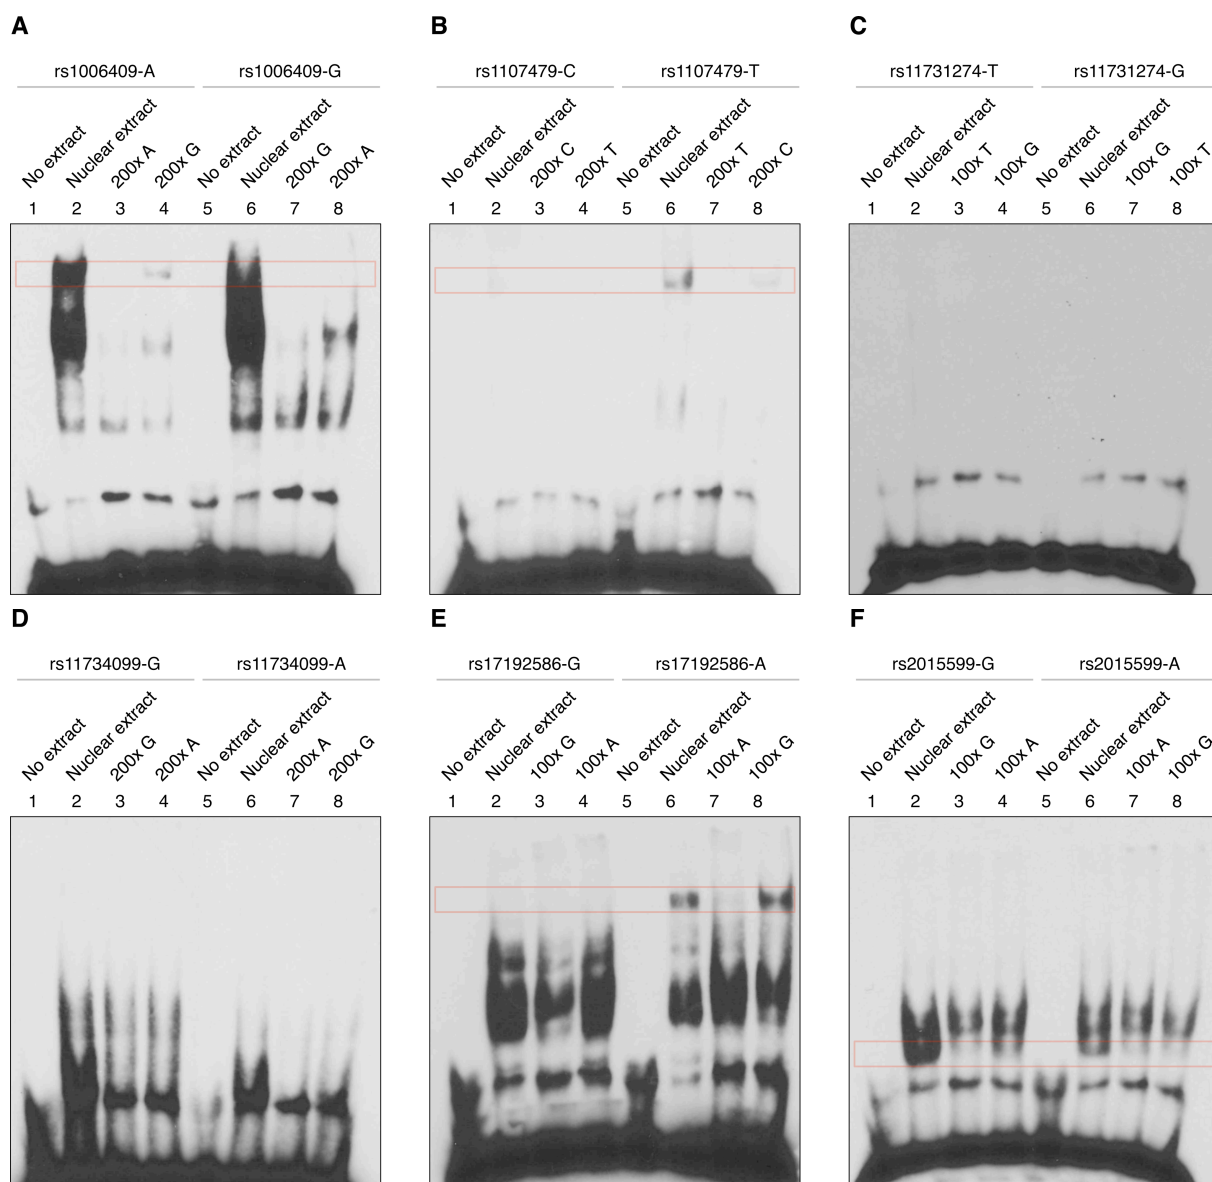 A
rs1006409-A rs1006409-G
No extract Nuclear extract 200x A 200x G No extract Nuclear extract 200x G 200x A
1 2 3 4 5 6 7 8
B
rs1107479-C rs1107479-T
No extract Nuclear extract 200x C 200x T No extract Nuclear extract 200x T 200x C
1 2 3 4 5 6 7 8
C
rs11731274-T rs11731274-G
No extract Nuclear extract 100x T 100x G No extract Nuclear extract 100x G 100x T
1 2 3 4 5 6 7 8
D
rs11734099-G rs11734099-A
No extract Nuclear extract 200x G 200x A No extract Nuclear extract 200x A 200x G
1 2 3 4 5 6 7 8
E
rs17192586-G rs17192586-A
No extract Nuclear extract 100x G 100x A No extract Nuclear extract 100x A 100x G
1 2 3 4 5 6 7 8
F
rs2015599-G rs2015599-A
No extract Nuclear extract 100x G 100x A No extract Nuclear extract 100x A 100x G
1 2 3 4 5 6 7 8